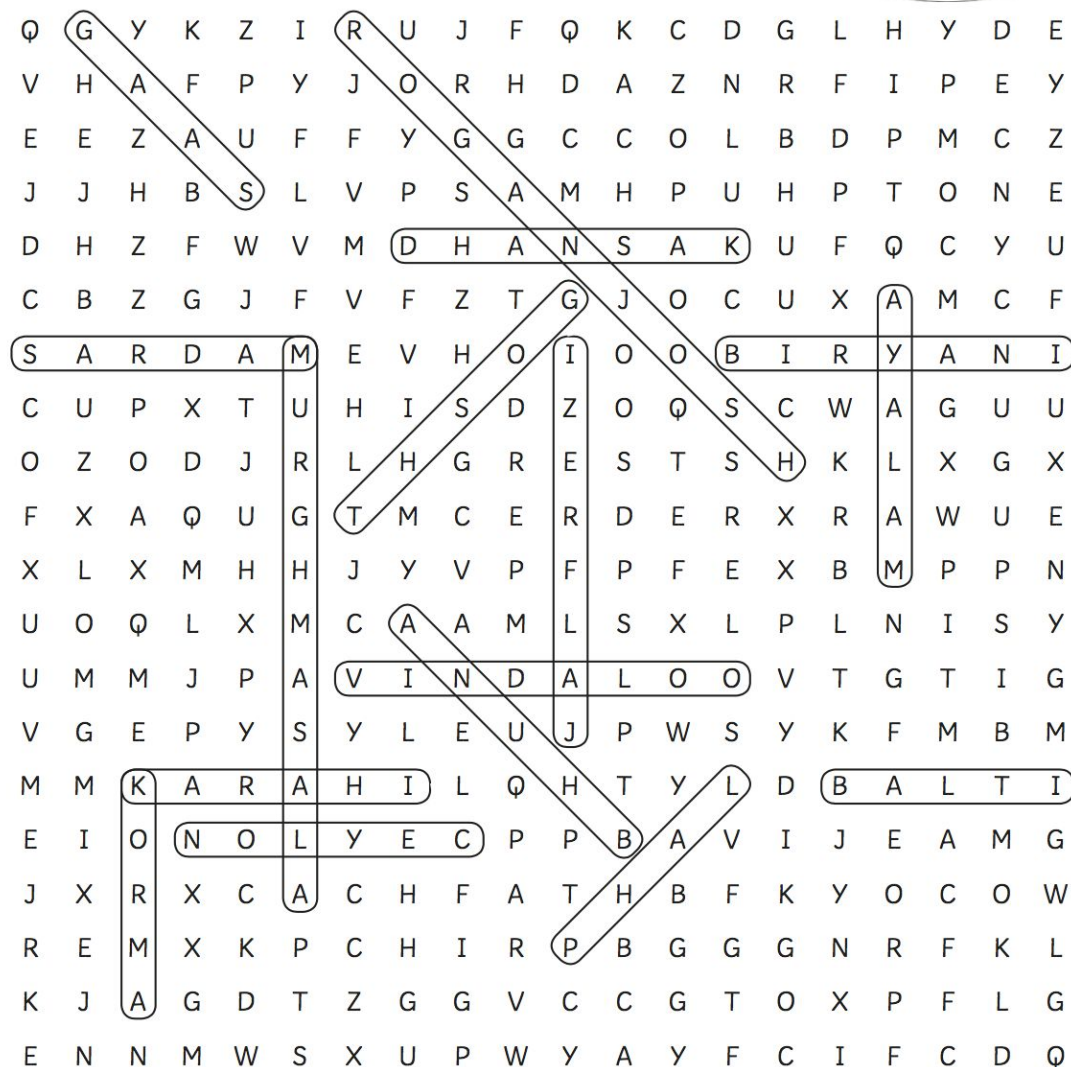 Q G Y K Z I R U J F Q K C D G L H Y D E
V H A F P Y J O R H D A Z N R F I P E Y
E E Z A U F F Y G G C C O L B D P M C Z
J J H B S L V P S A M H P U H P T O N E
D H Z F W V M D H A N S A K U F Q C Y U
C B Z G J F V F Z T G J O C U X A M C F
S A R D A M E V H O I O O B I R Y A N I
C U P X T U H I S D Z O Q S C W A G U U
O Z O D J R L H G R E S T S H K L X G X
F X A Q U G T M C E R D E R X R A W U E
X L X M H H J Y V P F P F E X B M P P N
U O Q L X M C A A M L S X L P L N I S Y
U M M J P A V I N D A L O O V T G T I G
V G E P Y S Y L E U J P W S Y K F M B M
M M K A R A H I L Q H T Y L D B A L T I
E I O N O L Y E C P P B A V I J E A M G
J X R X C A C H F A T H B F K Y O C O W
R E M X K P C H I R P B G G G N R F K L
K J A G D T Z G G V C C G T O X P F L G
E N N M W S X U P W Y A Y F C I F C D Q